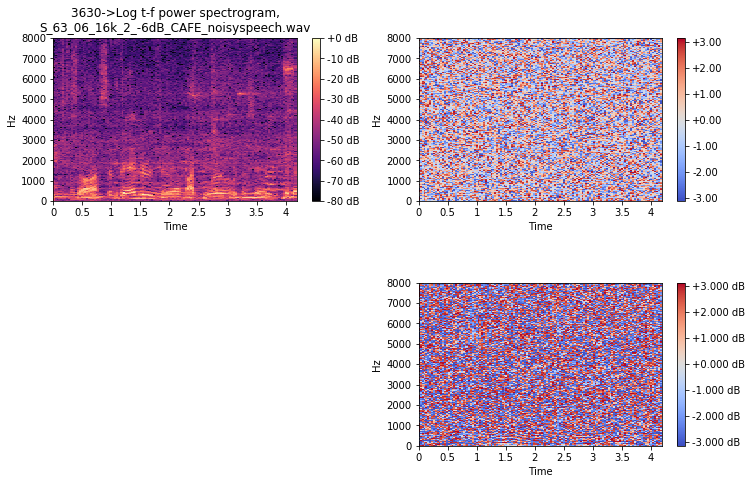 3630->Log t-f power spectrogram,
S_63_06_16k_2_-6dB_CAFE_noisyspeech.wav
8000
7000
6000
5000
4000
3000
2000
1000
0
Hz
0 0.5 1 1.5 2 2.5 3 3.5 4
Time
+0 dB
-10 dB
-20 dB
-30 dB
-40 dB
-50 dB
-60 dB
-70 dB
-80 dB
8000
7000
6000
5000
4000
3000
2000
1000
0
Hz
0 0.5 1 1.5 2 2.5 3 3.5 4
Time
+3.00
+2.00
+1.00
+0.00
-1.00
-2.00
-3.00
8000
7000
6000
5000
4000
3000
2000
1000
0
Hz
0 0.5 1 1.5 2 2.5 3 3.5 4
Time
+3.000 dB
+2.000 dB
+1.000 dB
+0.000 dB
-1.000 dB
-2.000 dB
-3.000 dB